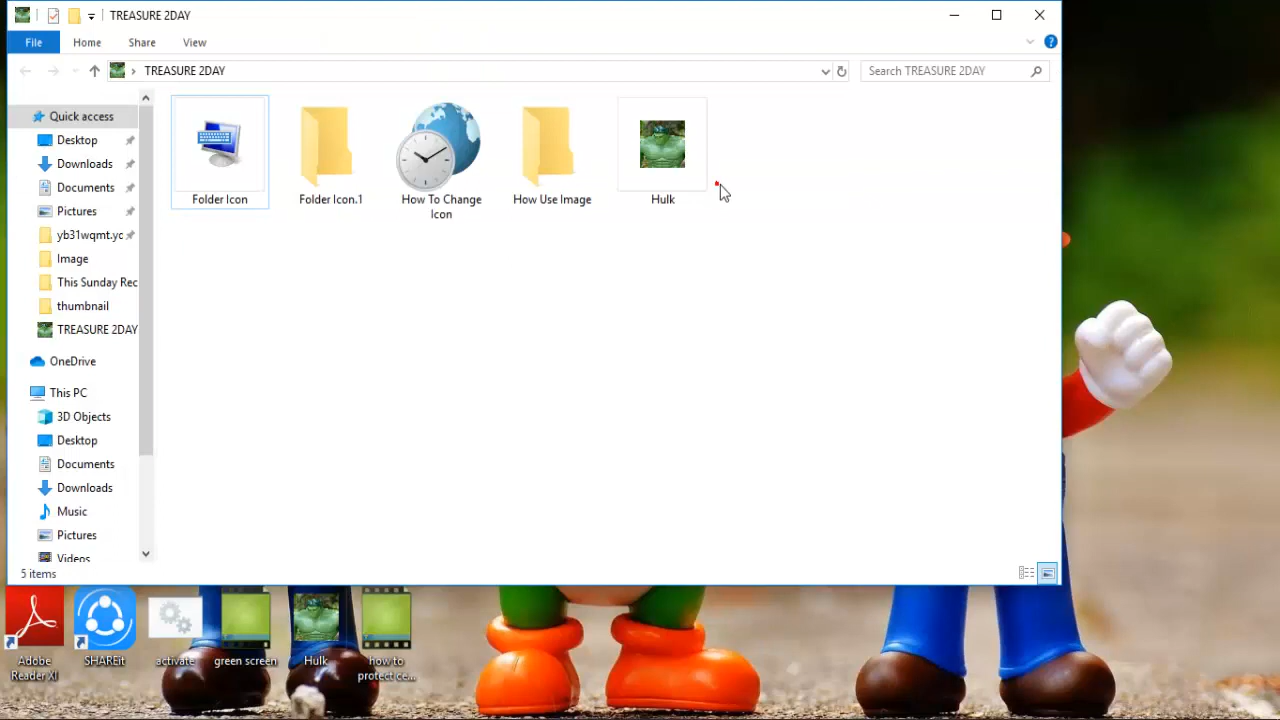 TREASURE 2DAY
File Home Share View
TREASURE 2DAY
Search TREASURE 2DAY
Quick access
Desktop
Downloads
Documents
Pictures
yb31wqmt.yc
Image
This Sunday Rec
thumbnail
TREASURE 2DAY
OneDrive
This PC
3D Objects
Desktop
Documents
Downloads
Music
Pictures
Videos
Folder Icon
Folder Icon.1
How To Change
Icon
How Use Image
Hulk
5 items
Adobe
Reader XI
SHAREit
activate
green screen
Hulk
how to
protect ce...